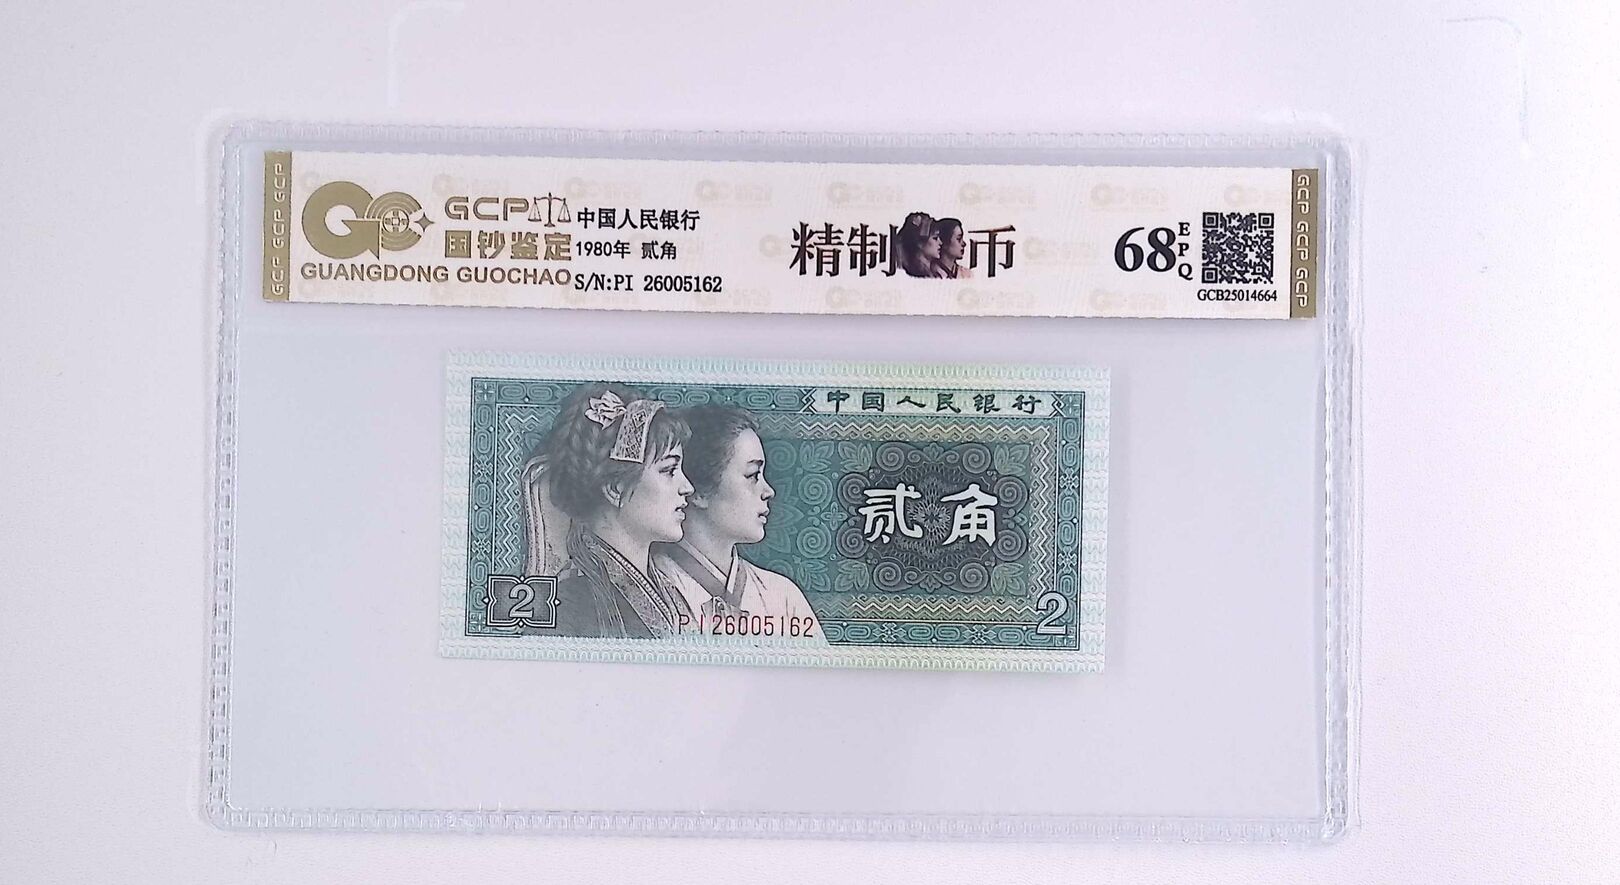 GCP GCP GCP
GCP
国钞鉴定
GUANGDONG GUOCHAO
中国人民银行
1980年 贰角
S/N:PI 26005162
精制币
68
EPQ
GCB25014664
GCP GCP GCP
中国人民银行
贰角
2
PI26005162
2